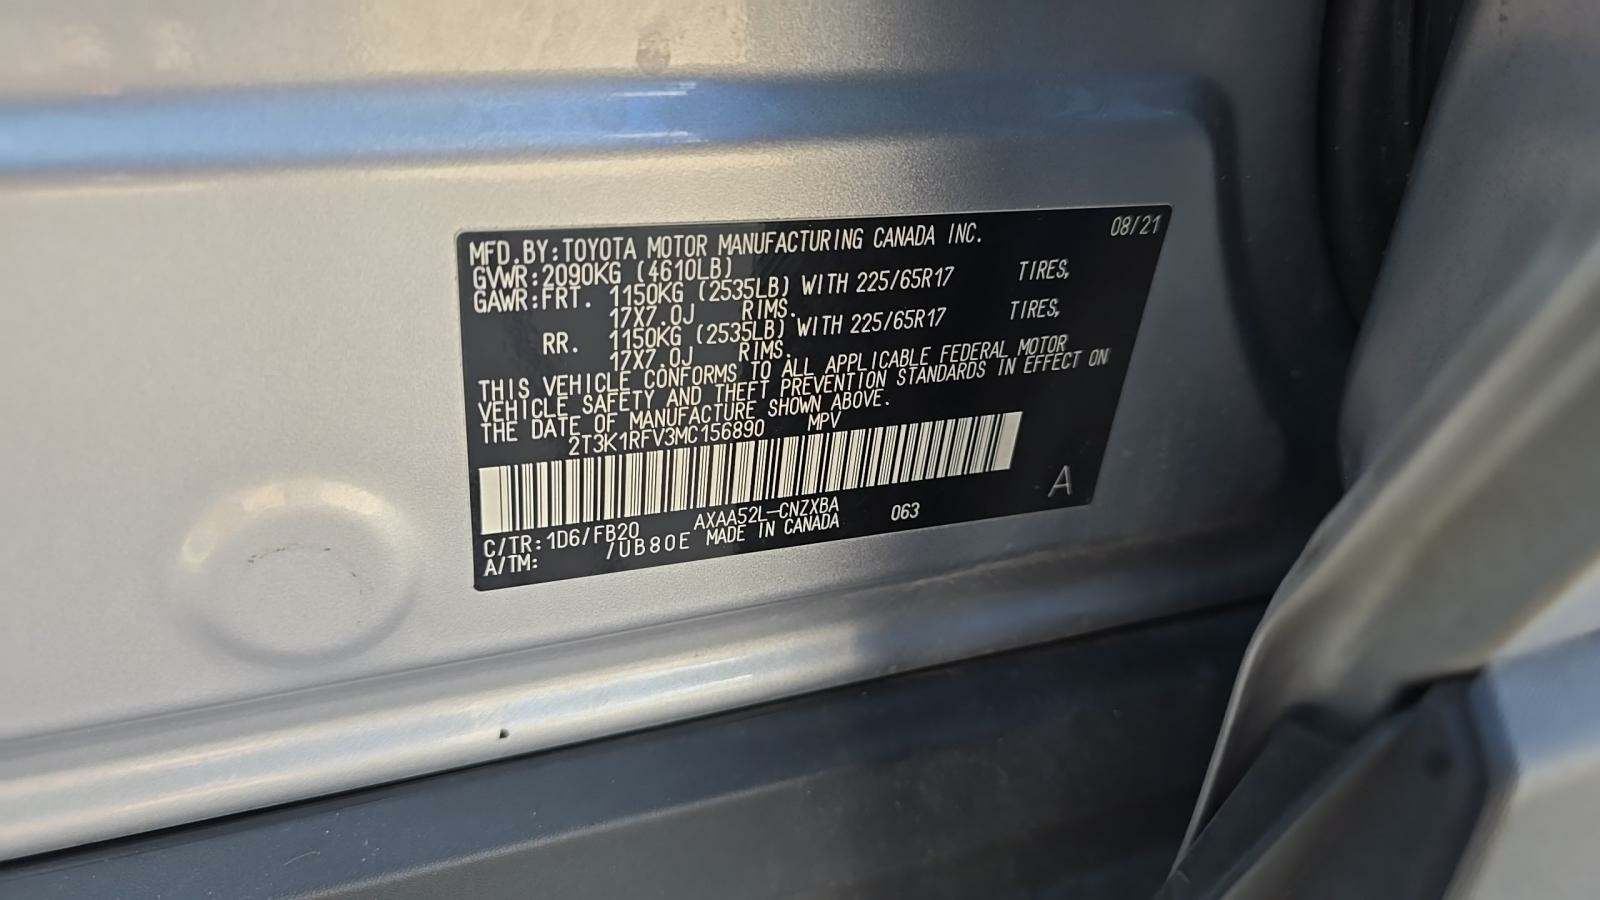 08/21
MFD.BY:TOYOTA MOTOR MANUFACTURING CANADA INC.
GVWR:2090KG (4610LB)
GAWR:FRT. 1150KG (2535LB) WITH 225/65R17 TIRES,
17X7.0J RIMS.
RR. 1150KG (2535LB) WITH 225/65R17 TIRES,
17X7.0J RIMS.
THIS VEHICLE CONFORMS TO ALL APPLICABLE FEDERAL MOTOR
VEHICLE SAFETY AND THEFT PREVENTION STANDARDS IN EFFECT ON
THE DATE OF MANUFACTURE SHOWN ABOVE.
2T3K1RFV3MC156890 MPV
A
C/TR:1D6/FB20 AXAA52L-CNZXBA 063
A/TM: /UB80E MADE IN CANADA